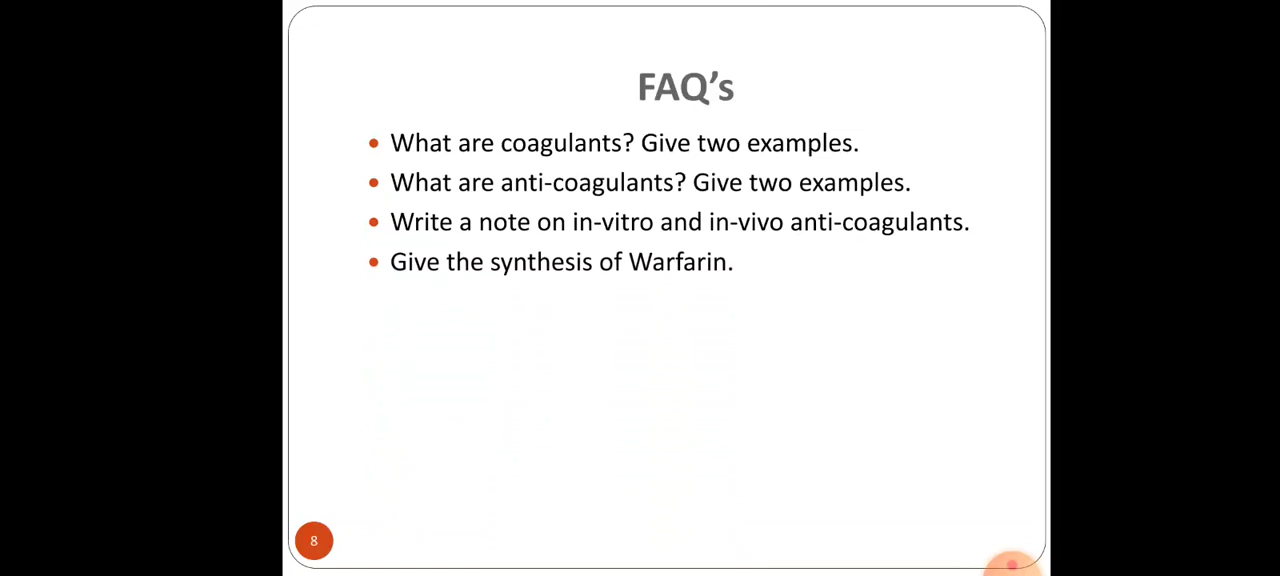 FAQ’s
• What are coagulants? Give two examples.
• What are anti-coagulants? Give two examples.
• Write a note on in-vitro and in-vivo anti-coagulants.
• Give the synthesis of Warfarin.
8